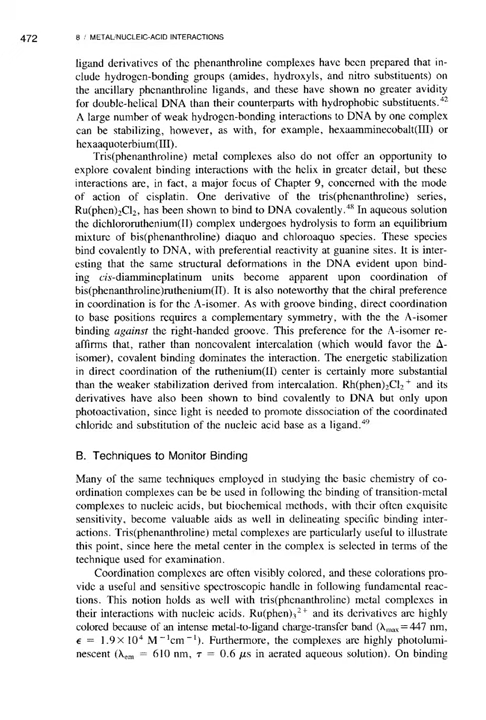 472
8 / METAL/NUCLEIC-ACID INTERACTIONS
ligand derivatives of the phenanthroline complexes have been prepared that in-
clude hydrogen-bonding groups (amides, hydroxyls, and nitro substituents) on
the ancillary phenanthroline ligands, and these have shown no greater avidity
for double-helical DNA than their counterparts with hydrophobic substituents.⁴²
A large number of weak hydrogen-bonding interactions to DNA by one complex
can be stabilizing, however, as with, for example, hexaamminecobalt(III) or
hexaaquoterbium(III).
Tris(phenanthroline) metal complexes also do not offer an opportunity to
explore covalent binding interactions with the helix in greater detail, but these
interactions are, in fact, a major focus of Chapter 9, concerned with the mode
of action of cisplatin. One derivative of the tris(phenanthroline) series,
Ru(phen)₂Cl₂, has been shown to bind to DNA covalently.⁴⁸ In aqueous solution
the dichlororuthenium(II) complex undergoes hydrolysis to form an equilibrium
mixture of bis(phenanthroline) diaquo and chloroaquo species. These species
bind covalently to DNA, with preferential reactivity at guanine sites. It is inter-
esting that the same structural deformations in the DNA evident upon bind-
ing cis-diammineplatinum units become apparent upon coordination of
bis(phenanthroline)ruthenium(II). It is also noteworthy that the chiral preference
in coordination is for the Λ-isomer. As with groove binding, direct coordination
to base positions requires a complementary symmetry, with the the Λ-isomer
binding against the right-handed groove. This preference for the Λ-isomer re-
affirms that, rather than noncovalent intercalation (which would favor the Δ-
isomer), covalent binding dominates the interaction. The energetic stabilization
in direct coordination of the ruthenium(II) center is certainly more substantial
than the weaker stabilization derived from intercalation. Rh(phen)₂Cl₂⁺ and its
derivatives have also been shown to bind covalently to DNA but only upon
photoactivation, since light is needed to promote dissociation of the coordinated
chloride and substitution of the nucleic acid base as a ligand.⁴⁹
B. Techniques to Monitor Binding
Many of the same techniques employed in studying the basic chemistry of co-
ordination complexes can be be used in following the binding of transition-metal
complexes to nucleic acids, but biochemical methods, with their often exquisite
sensitivity, become valuable aids as well in delineating specific binding inter-
actions. Tris(phenanthroline) metal complexes are particularly useful to illustrate
this point, since here the metal center in the complex is selected in terms of the
technique used for examination.
Coordination complexes are often visibly colored, and these colorations pro-
vide a useful and sensitive spectroscopic handle in following fundamental reac-
tions. This notion holds as well with tris(phenanthroline) metal complexes in
their interactions with nucleic acids. Ru(phen)₃²⁺ and its derivatives are highly
colored because of an intense metal-to-ligand charge-transfer band (λmax = 447 nm,
ϵ = 1.9 × 10⁴ M⁻¹cm⁻¹). Furthermore, the complexes are highly photolumi-
nescent (λem = 610 nm, τ = 0.6 μs in aerated aqueous solution). On binding